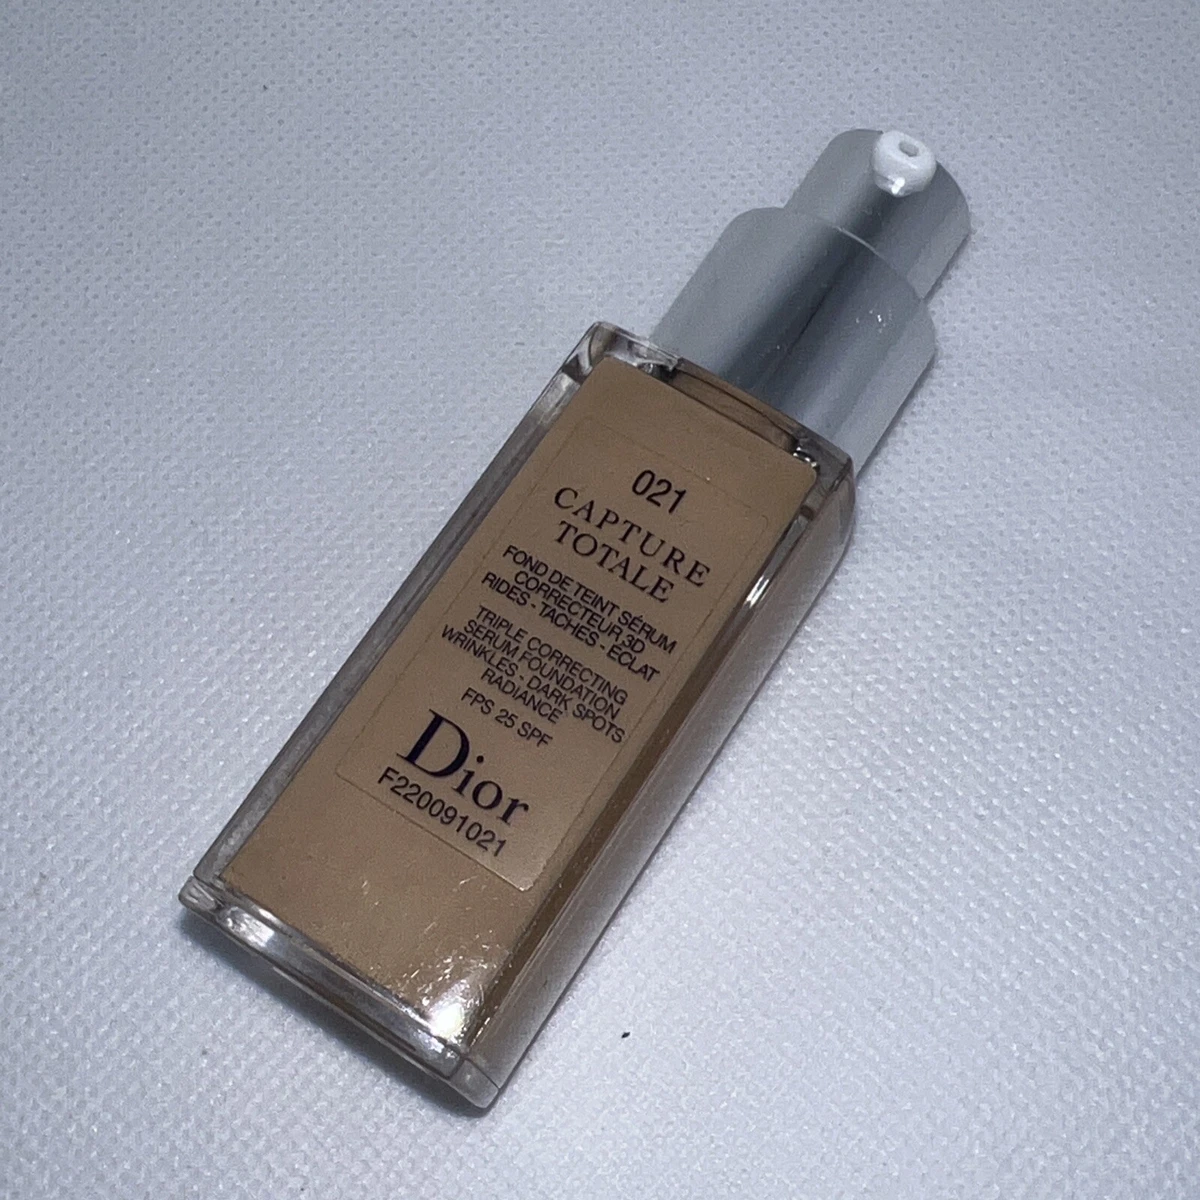 021
CAPTURE
TOTALE
FOND DE TEINT SÉRUM
CORRECTEUR 3D
RIDES - TACHES - ÉCLAT
TRIPLE CORRECTING
SERUM FOUNDATION
WRINKLES - DARK SPOTS
RADIANCE
FPS 25 SPF
Dior
F220091021